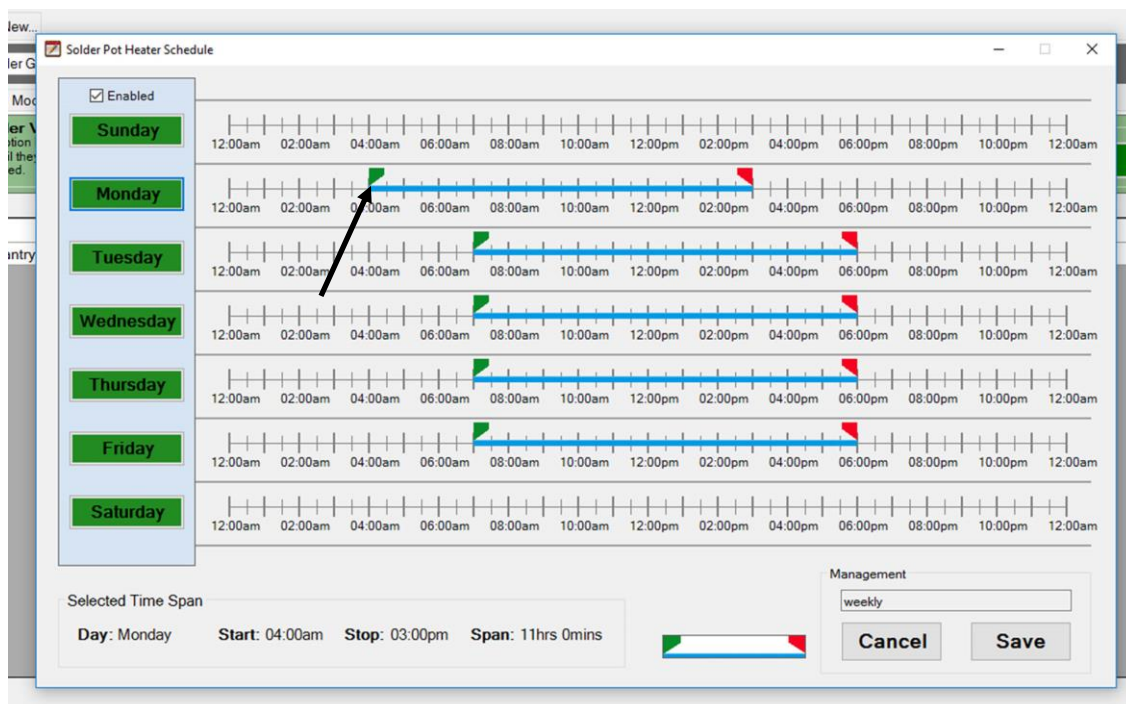 New...
Solder Pot Heater Schedule
Enabled
Sunday
12:00am 02:00am 04:00am 06:00am 08:00am 10:00am 12:00pm 02:00pm 04:00pm 06:00pm 08:00pm 10:00pm 12:00am
Monday
12:00am 02:00am 04:00am 06:00am 08:00am 10:00am 12:00pm 02:00pm 04:00pm 06:00pm 08:00pm 10:00pm 12:00am
Tuesday
12:00am 02:00am 04:00am 06:00am 08:00am 10:00am 12:00pm 02:00pm 04:00pm 06:00pm 08:00pm 10:00pm 12:00am
Wednesday
12:00am 02:00am 04:00am 06:00am 08:00am 10:00am 12:00pm 02:00pm 04:00pm 06:00pm 08:00pm 10:00pm 12:00am
Thursday
12:00am 02:00am 04:00am 06:00am 08:00am 10:00am 12:00pm 02:00pm 04:00pm 06:00pm 08:00pm 10:00pm 12:00am
Friday
12:00am 02:00am 04:00am 06:00am 08:00am 10:00am 12:00pm 02:00pm 04:00pm 06:00pm 08:00pm 10:00pm 12:00am
Saturday
12:00am 02:00am 04:00am 06:00am 08:00am 10:00am 12:00pm 02:00pm 04:00pm 06:00pm 08:00pm 10:00pm 12:00am
Selected Time Span
Day: Monday Start: 04:00am Stop: 03:00pm Span: 11hrs 0mins
Management
weekly
Cancel Save